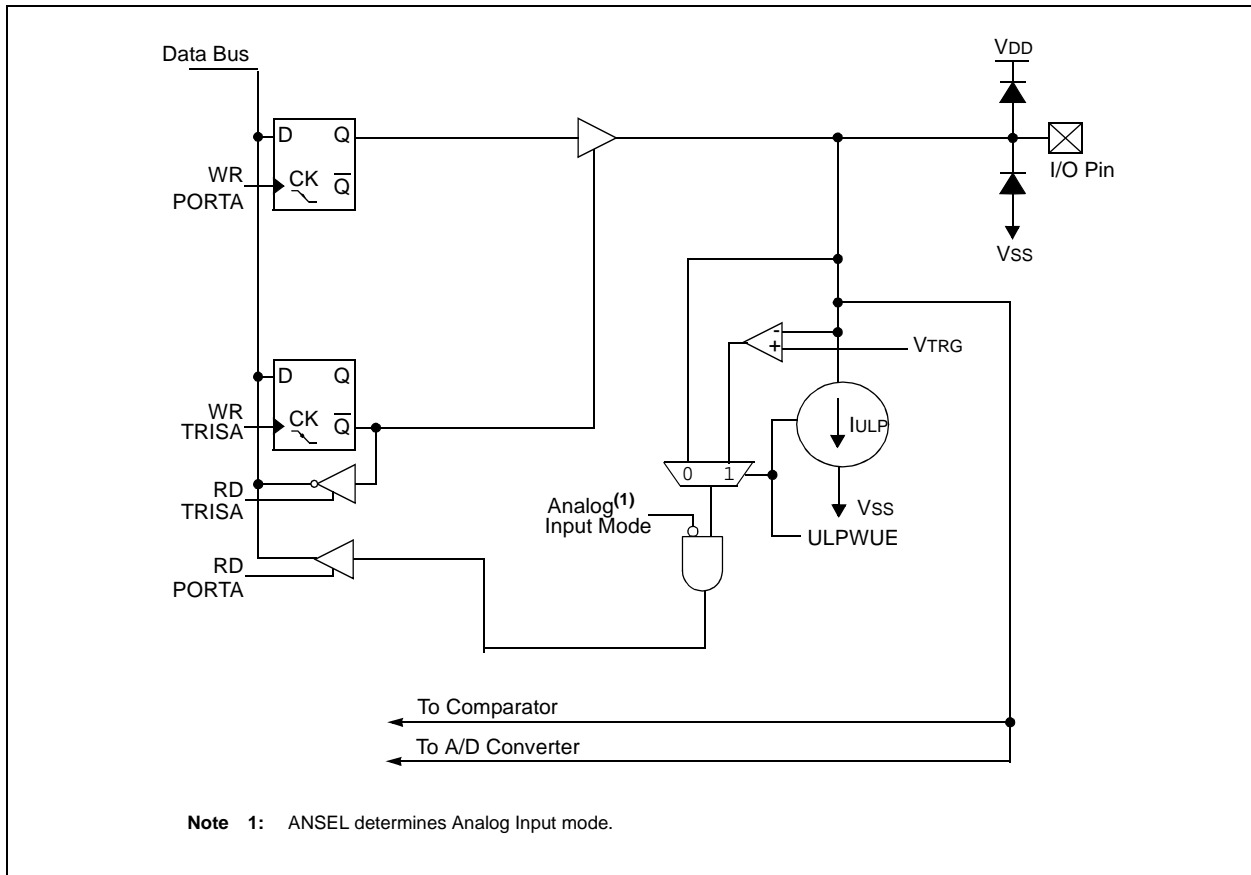 Data Bus
VDD
D Q
WR
PORTA
CK Q
I/O Pin
VSS
-
+
VTRG
D Q
WR
TRISA
CK Q
IULP
0 1
RD
TRISA
Analog(1)
Input Mode
VSS
ULPWUE
RD
PORTA
To Comparator
To A/D Converter
Note 1: ANSEL determines Analog Input mode.